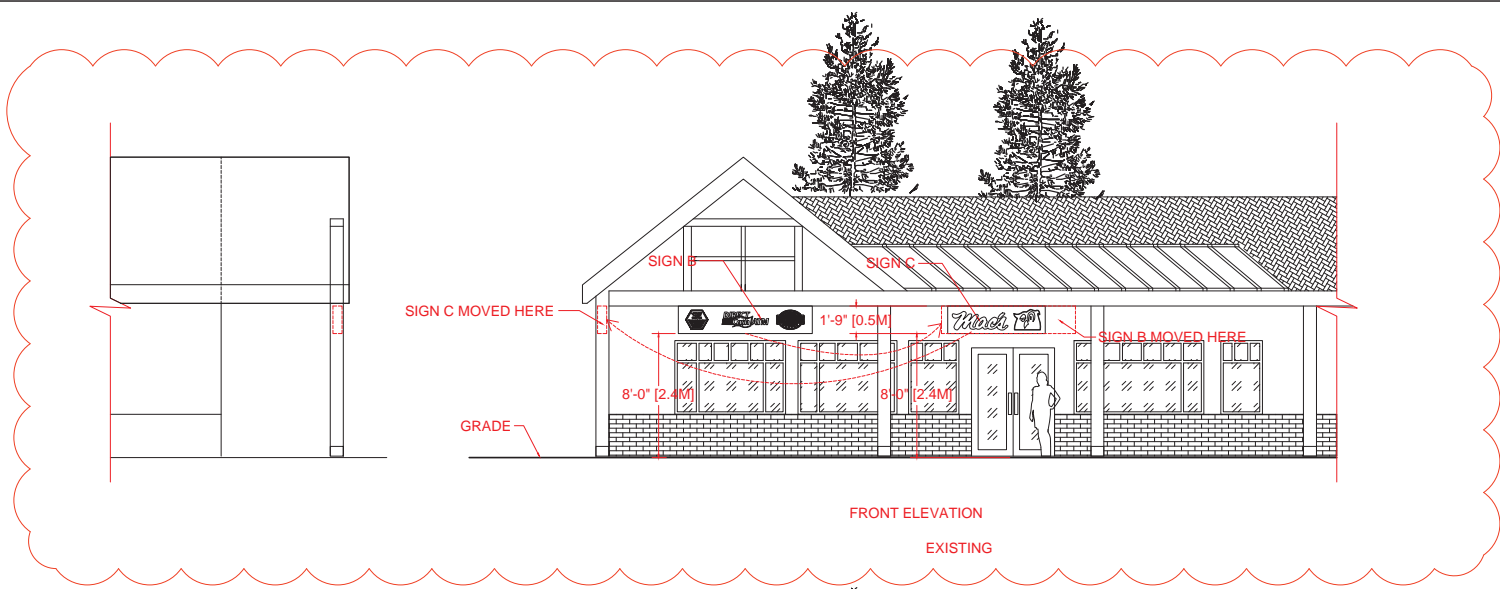 SIGN B
SIGN C
SIGN C MOVED HERE
1'-9" [0.5M]
Mac's
SIGN B MOVED HERE
8'-0" [2.4M]
8'-0" [2.4M]
GRADE
FRONT ELEVATION
EXISTING